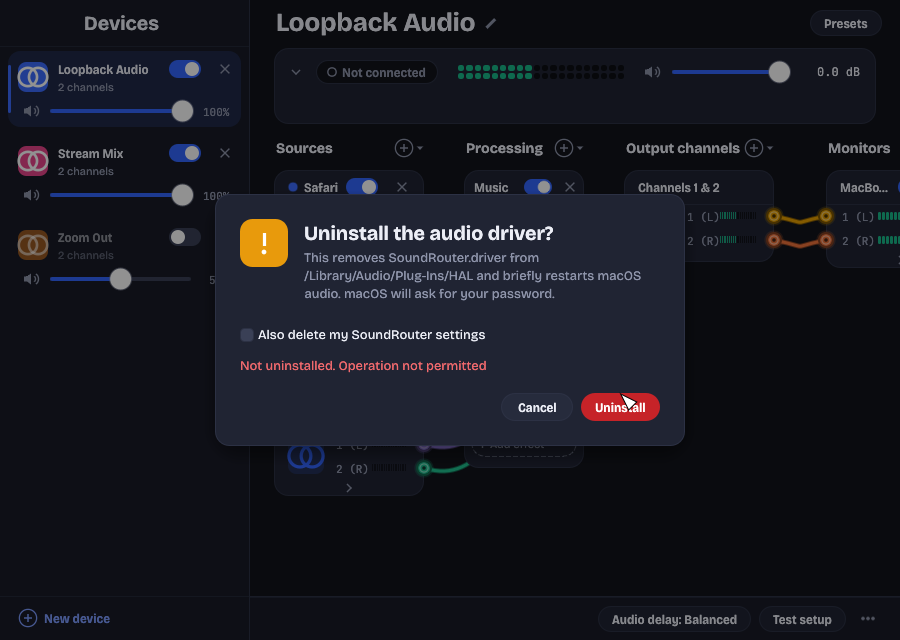 Devices
Loopback Audio
2 channels
100%
Stream Mix
2 channels
100%
Zoom Out
2 channels
New device
Loopback Audio
Presets
Not connected
0.0 dB
Sources
Processing
Output channels
Monitors
Safari
Music
Channels 1 & 2
MacBo...
1 (L)
2 (R)
1 (L)
2 (R)
Uninstall the audio driver?
This removes SoundRouter.driver from
/Library/Audio/Plug-Ins/HAL and briefly restarts macOS
audio. macOS will ask for your password.
Also delete my SoundRouter settings
Not uninstalled. Operation not permitted
Cancel
Uninstall
2 (R)
Audio delay: Balanced
Test setup